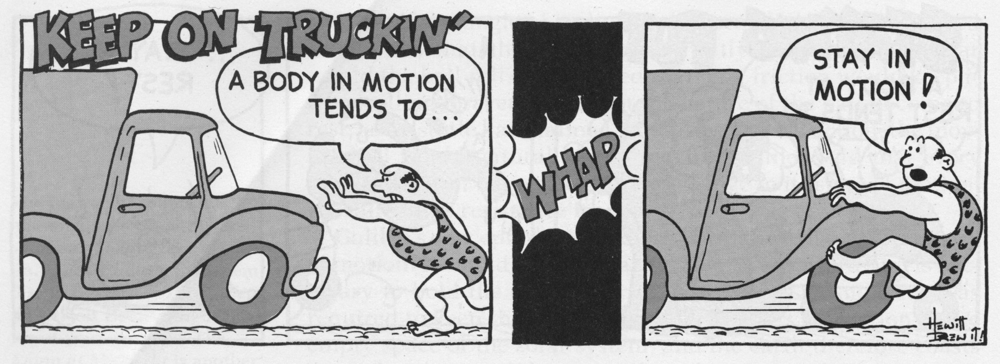 KEEP ON TRUCKIN'
A BODY IN MOTION
TENDS TO...
WHAP
STAY IN
MOTION!
HEWITT
DREW IT!